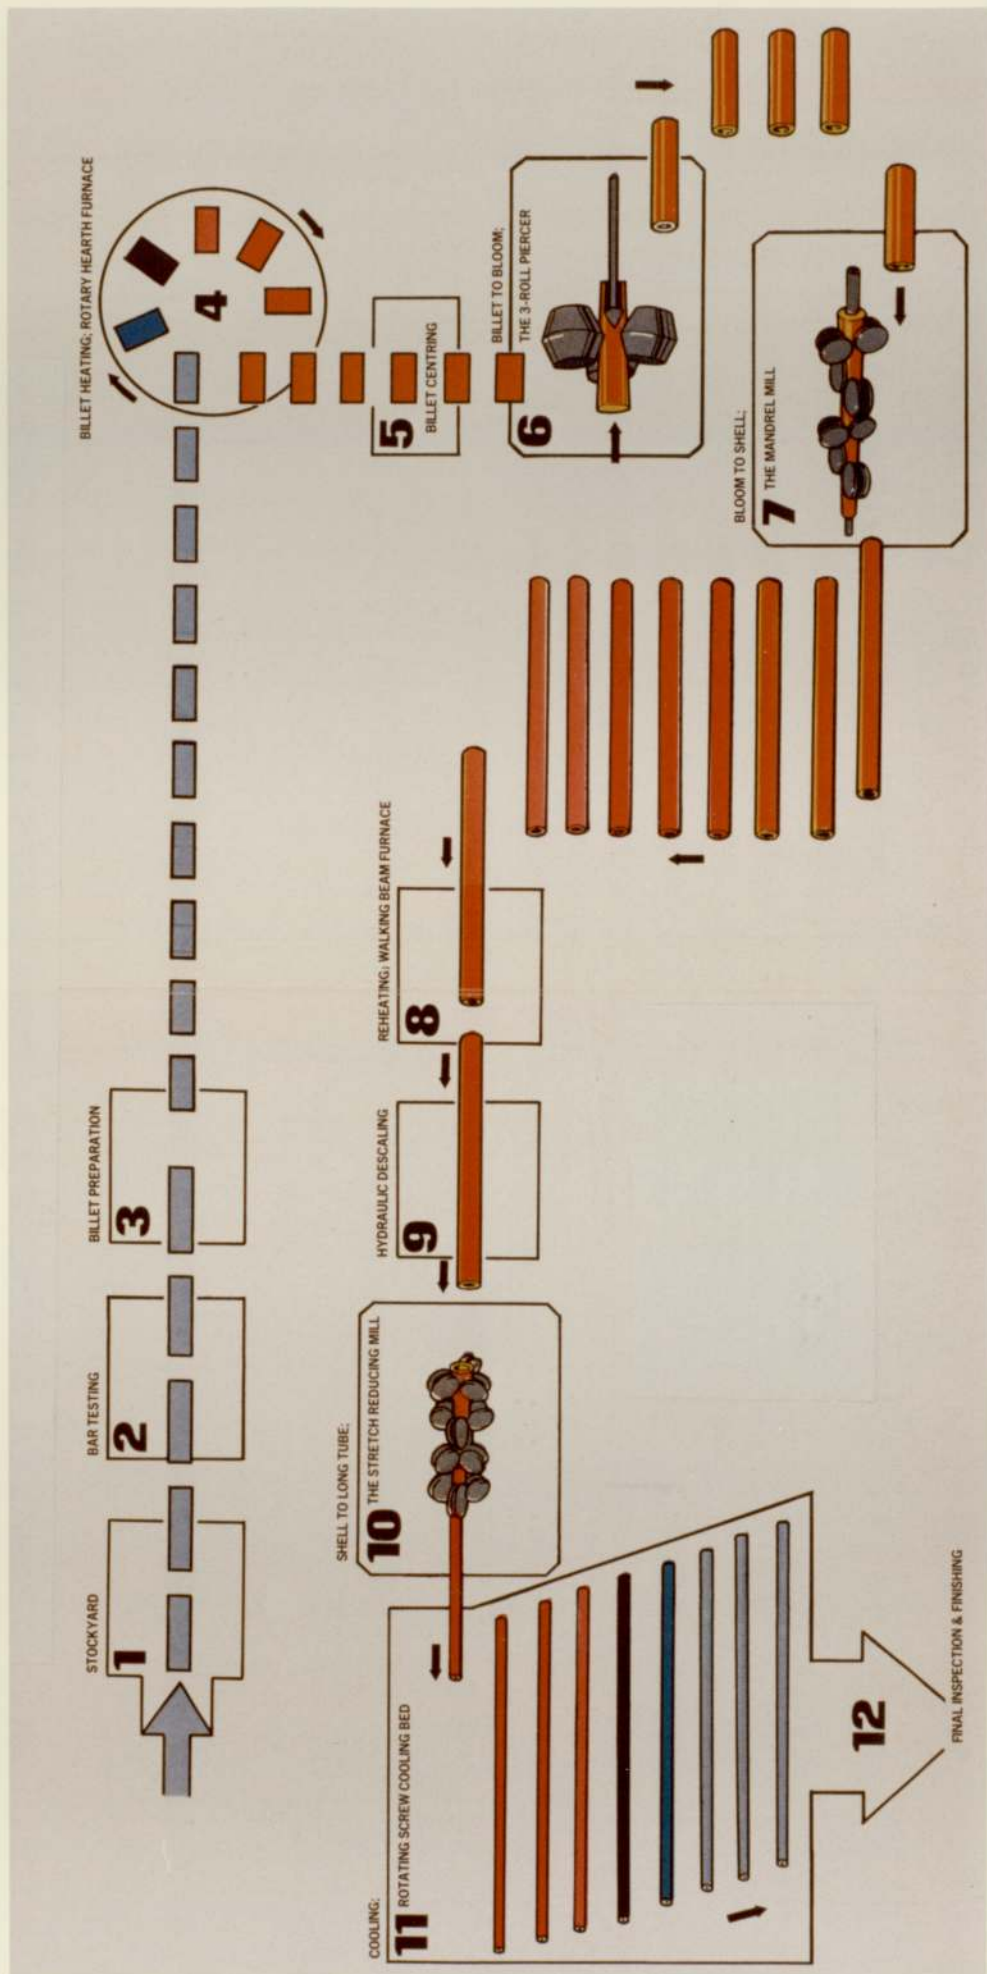 STOCKYARD
1
BAR TESTING
2
BILLET PREPARATION
3
BILLET HEATING; ROTARY HEARTH FURNACE
4
5
BILLET CENTRING
BILLET TO BLOOM;
6 THE 3-ROLL PIERCER
BLOOM TO SHELL;
7 THE MANDREL MILL
REHEATING; WALKING BEAM FURNACE
8
HYDRAULIC DESCALING
9
SHELL TO LONG TUBE;
10 THE STRETCH REDUCING MILL
COOLING;
11 ROTATING SCREW COOLING BED
12
FINAL INSPECTION & FINISHING